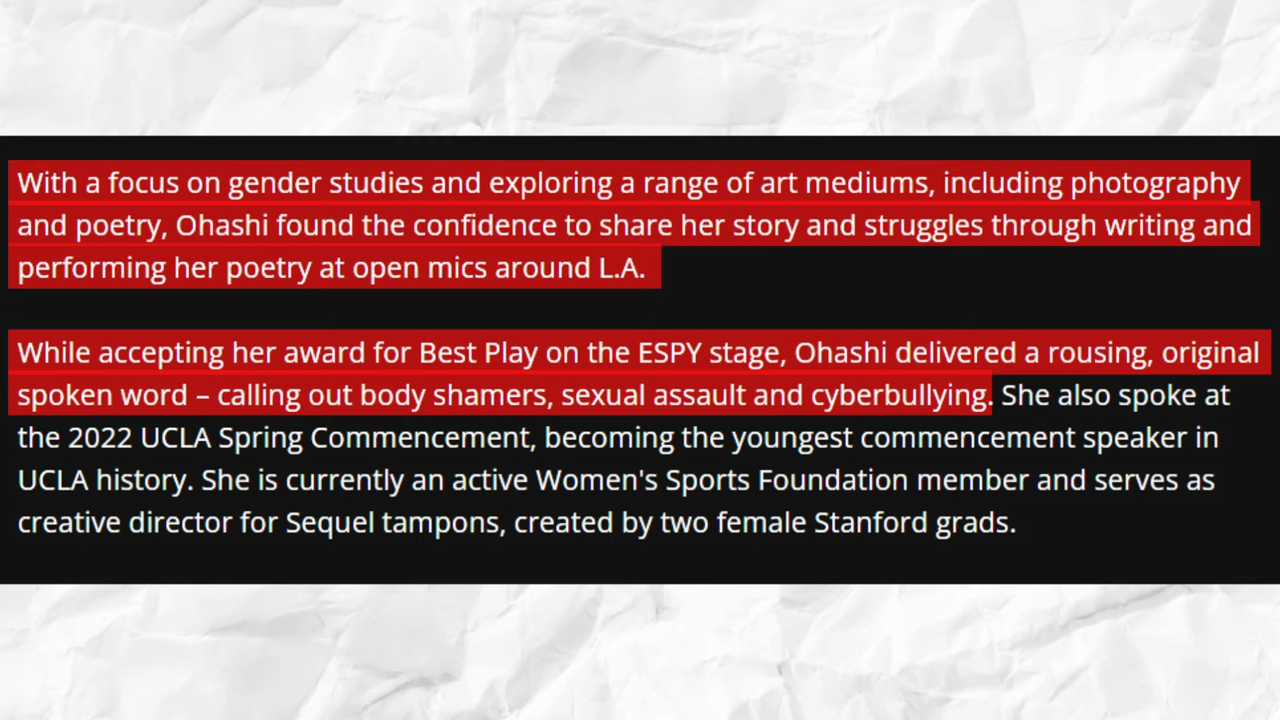 With a focus on gender studies and exploring a range of art mediums, including photography
and poetry, Ohashi found the confidence to share her story and struggles through writing and
performing her poetry at open mics around L.A.
While accepting her award for Best Play on the ESPY stage, Ohashi delivered a rousing, original
spoken word – calling out body shamers, sexual assault and cyberbullying. She also spoke at
the 2022 UCLA Spring Commencement, becoming the youngest commencement speaker in
UCLA history. She is currently an active Women's Sports Foundation member and serves as
creative director for Sequel tampons, created by two female Stanford grads.